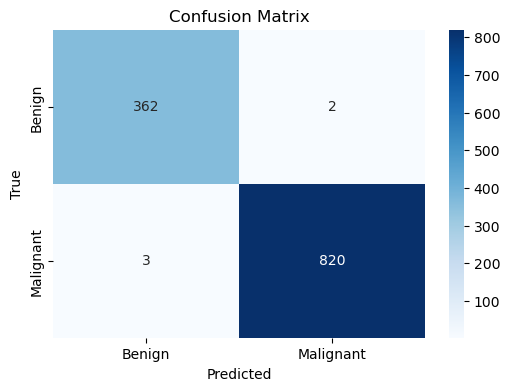 Confusion Matrix
True
Benign
362
2
Malignant
3
820
Benign
Malignant
Predicted
800
700
600
500
400
300
200
100